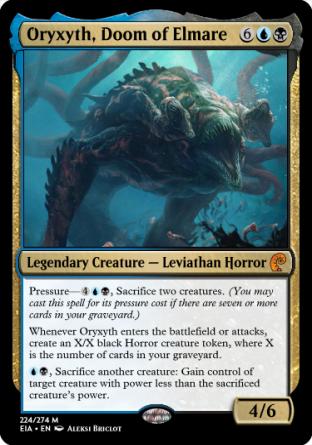 Oryxyth, Doom of Elmare 6
Legendary Creature — Leviathan Horror
Pressure—4, Sacrifice two creatures. (You may
cast this spell for its pressure cost if there are seven or more
cards in your graveyard.)
Whenever Oryxyth enters the battlefield or attacks,
create an X/X black Horror creature token, where X
is the number of cards in your graveyard.
, Sacrifice another creature: Gain control of
target creature with power less than the sacrificed
creature's power.
4/6
224/274 M
EIA • EN Aleksi Briclot